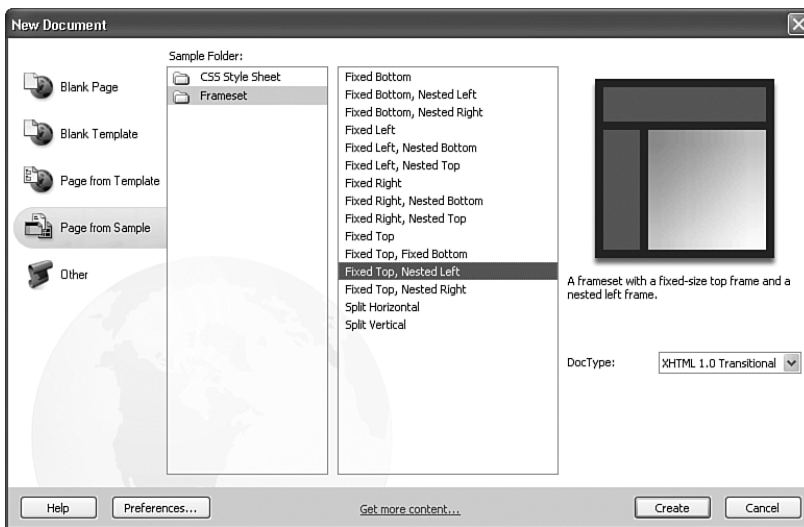 New Document
Blank Page
Blank Template
Page from Template
Page from Sample
Other
Sample Folder:
CSS Style Sheet
Frameset
Fixed Bottom
Fixed Bottom, Nested Left
Fixed Bottom, Nested Right
Fixed Left
Fixed Left, Nested Bottom
Fixed Left, Nested Top
Fixed Right
Fixed Right, Nested Bottom
Fixed Right, Nested Top
Fixed Top
Fixed Top, Fixed Bottom
Fixed Top, Nested Left
Fixed Top, Nested Right
Split Horizontal
Split Vertical
A frameset with a fixed-size top frame and a
nested left frame.
DocType: XHTML 1.0 Transitional
Help Preferences... Get more content... Create Cancel